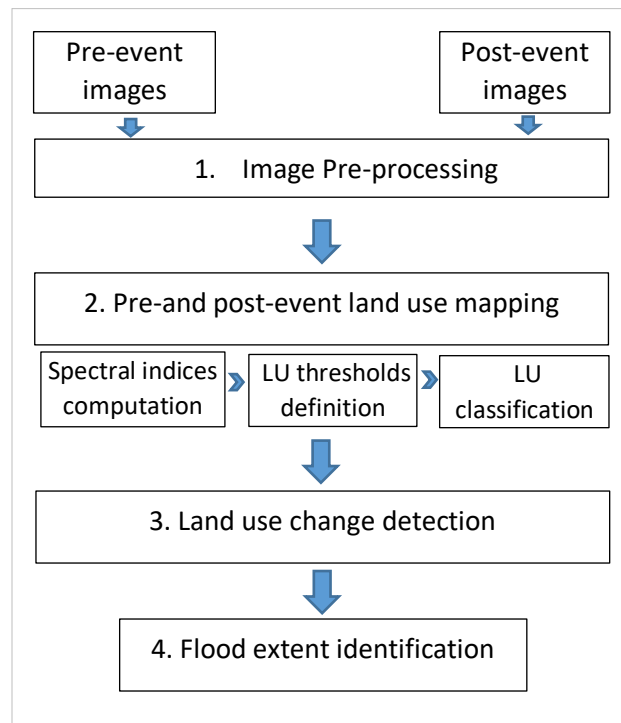 Pre-event
images
Post-event
images
1. Image Pre-processing
2. Pre-and post-event land use mapping
Spectral indices
computation
LU thresholds
definition
LU
classification
3. Land use change detection
4. Flood extent identification